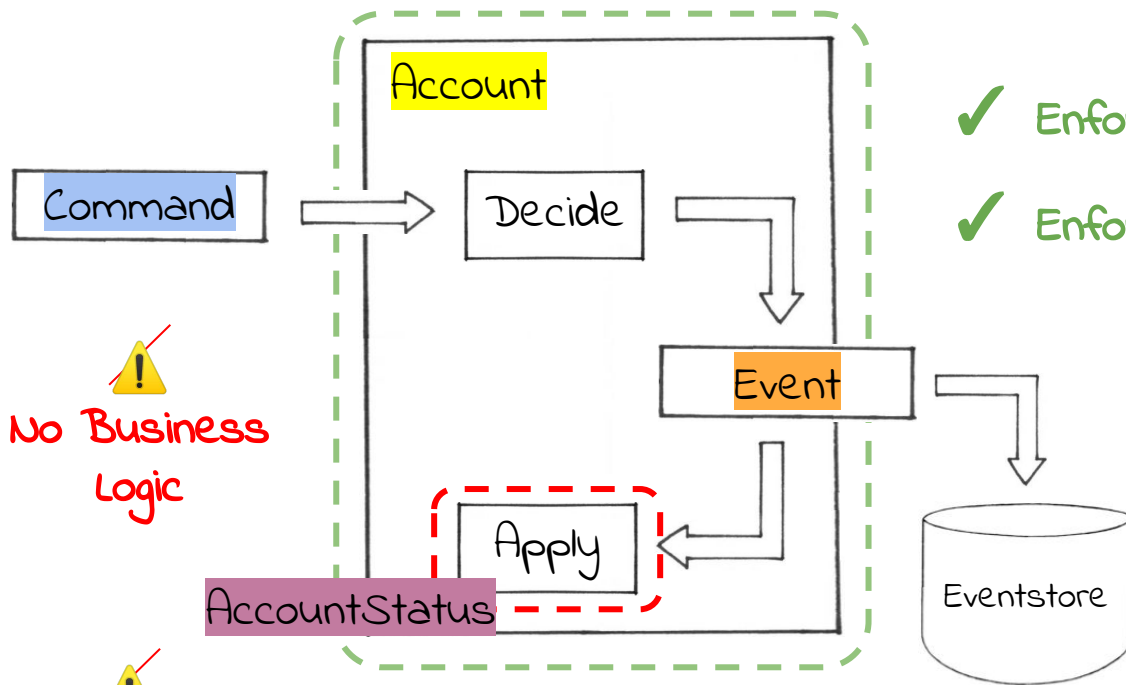 Account
Enfo
Command
Decide
Enfo
Event
No Business
Logic
Apply
AccountStatus
Eventstore